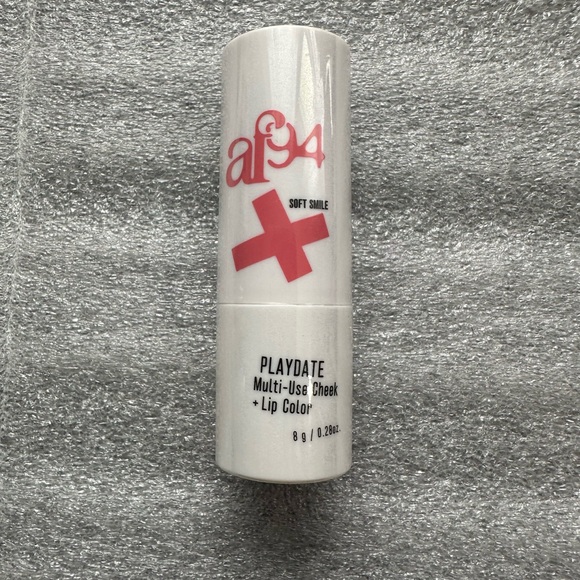 af94
SOFT SMILE
PLAYDATE
Multi-Use Cheek
+ Lip Color
8 g / 0.28oz.